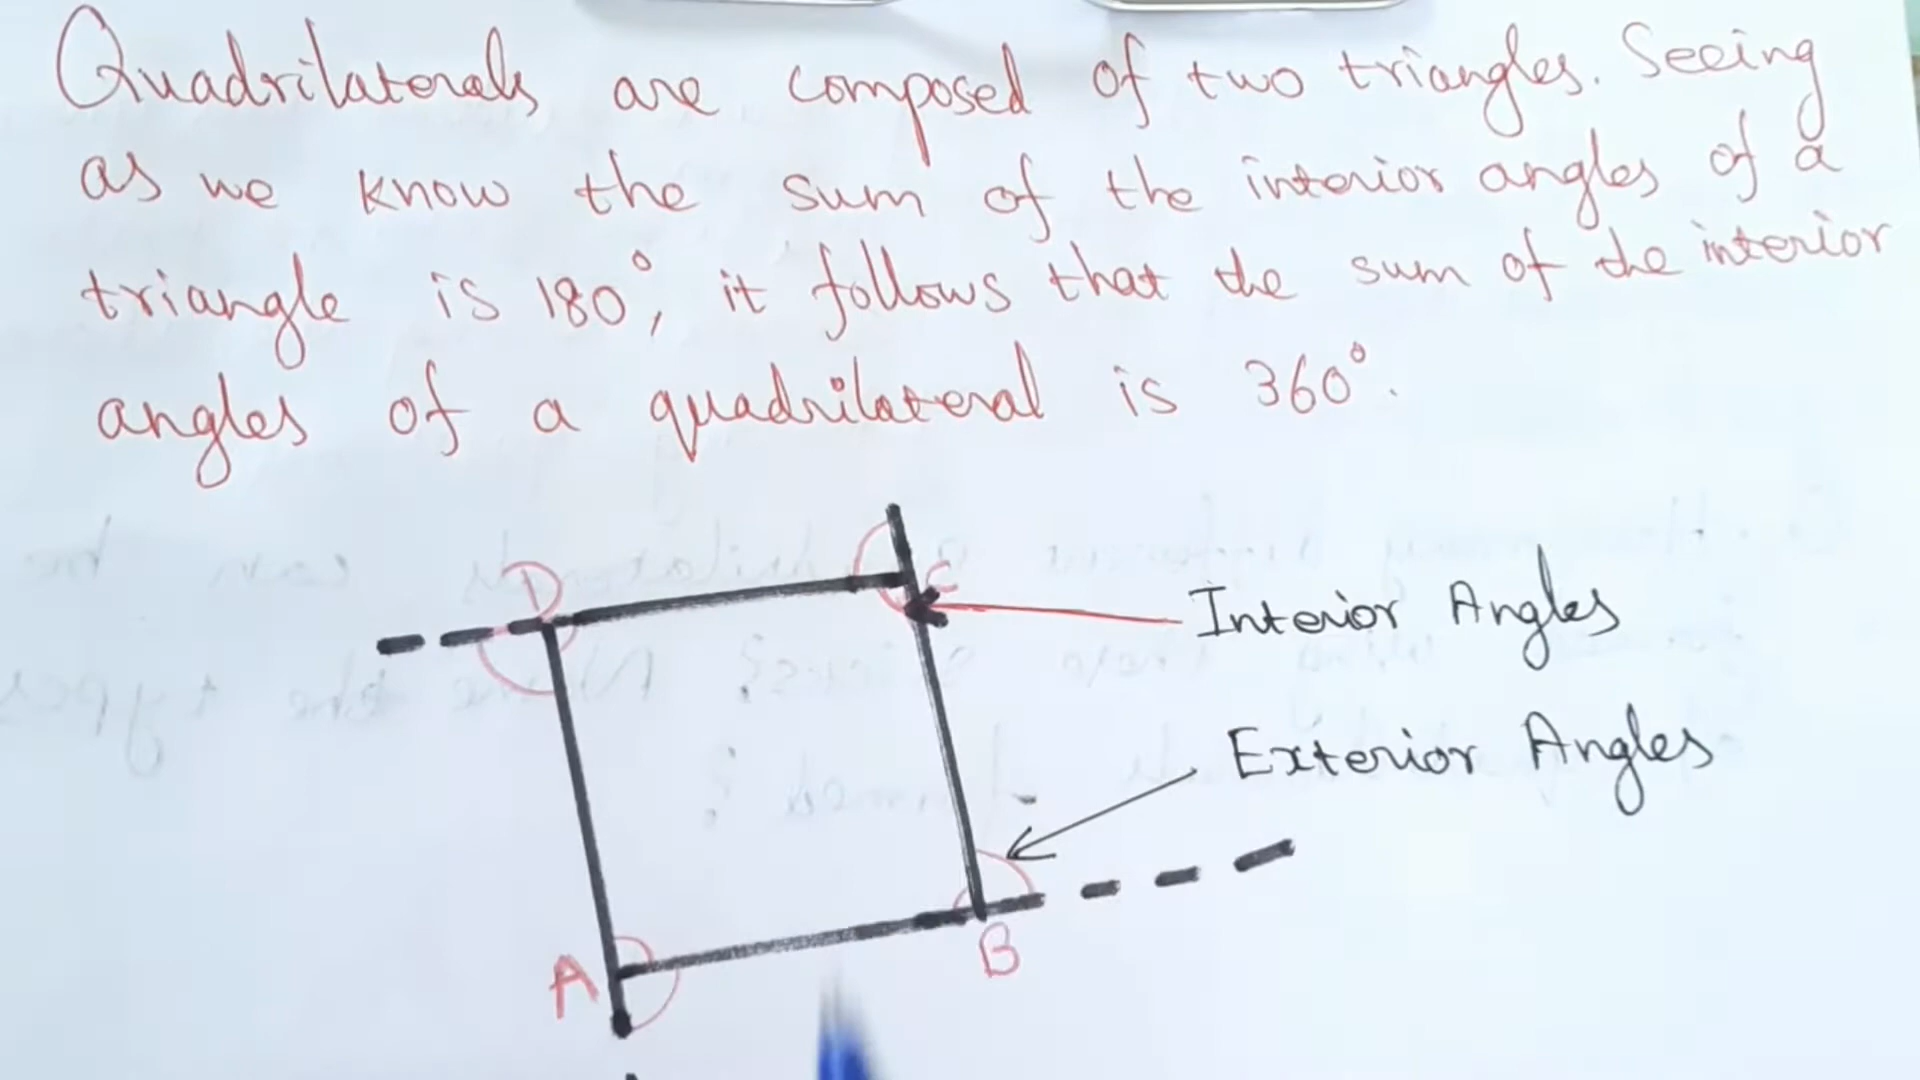 Quadrilaterals are composed of two triangles. Seeing
as we know the sum of the interior angles of a
triangle is 180°, it follows that the sum of the interior
angles of a quadrilateral is 360°.
D
C
Interior Angles
Exterior Angles
A
B